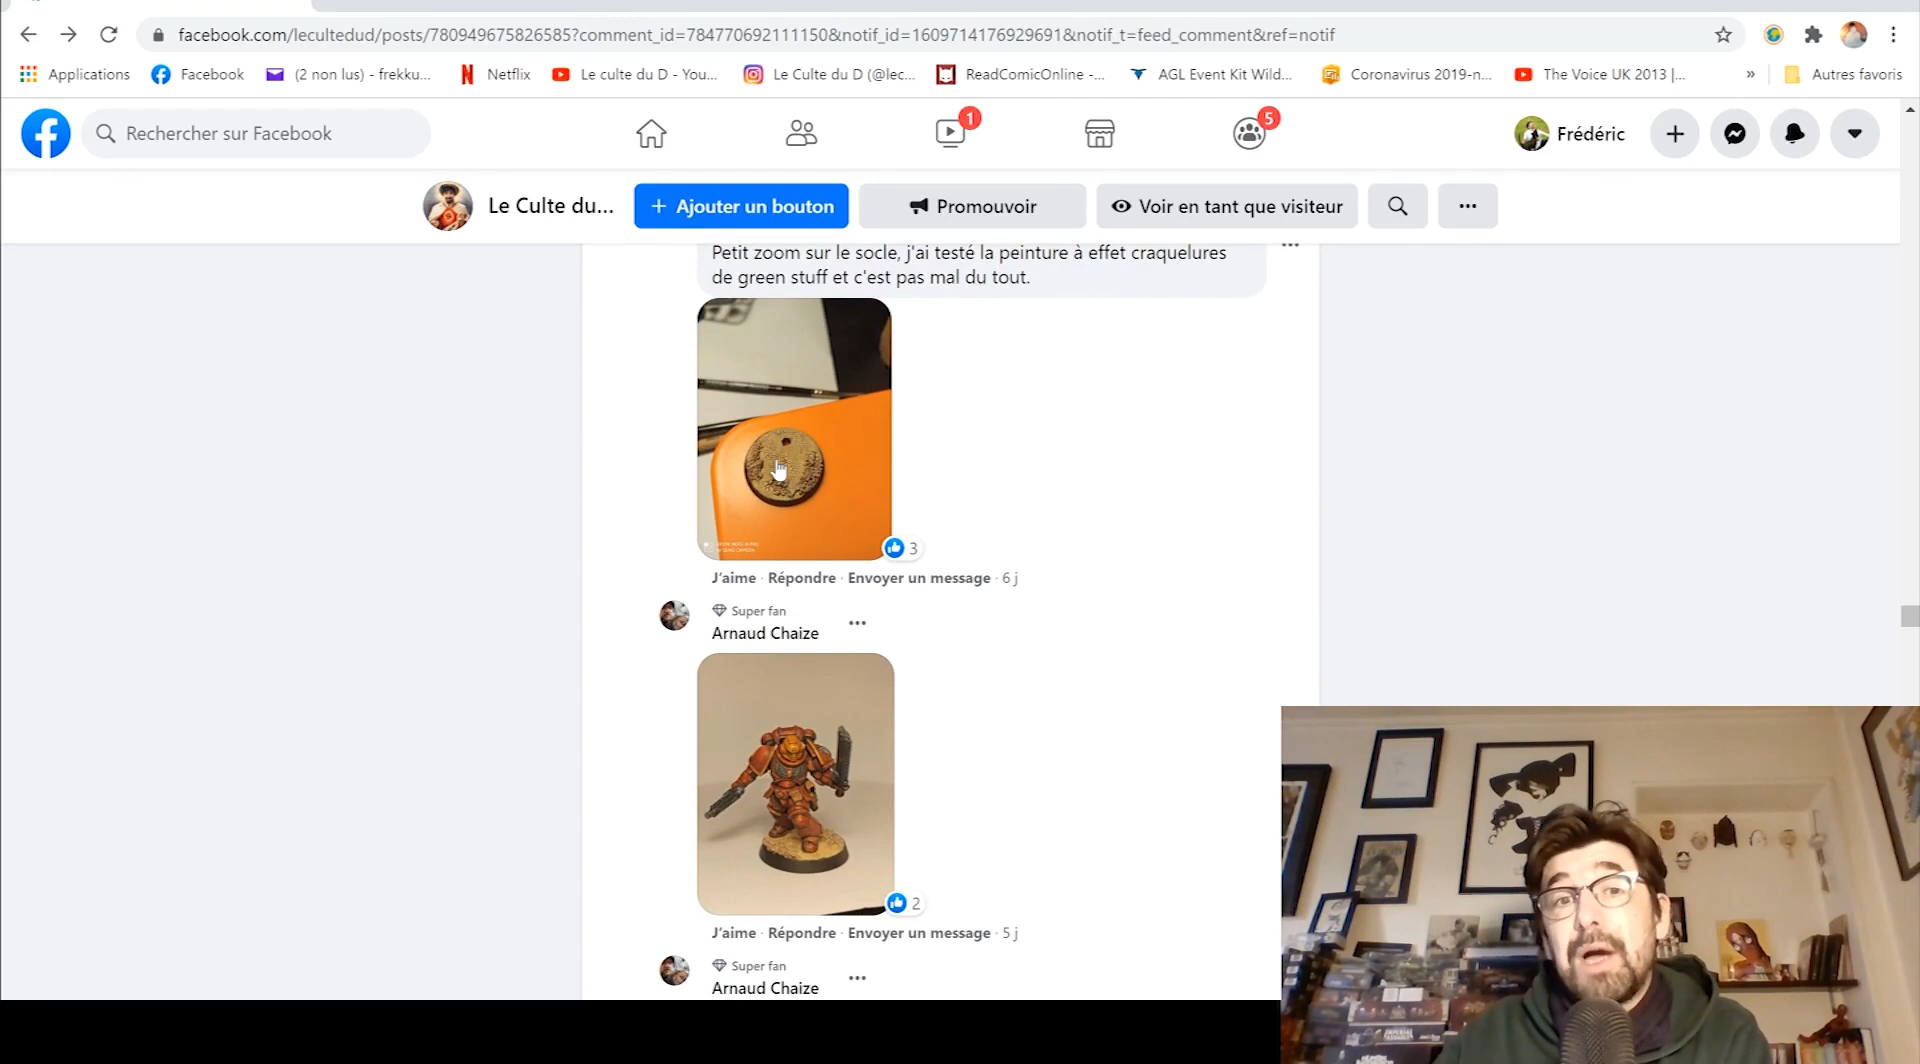 facebook.com/lecultedud/posts/780949675826585?comment_id=784770692111150&notif_id=1609714176929691&notif_t=feed_comment&ref=notif
Applications Facebook (2 non lus) - frekku... Netflix Le culte du D - You... Le Culte du D (@lec... ReadComicOnline -... AGL Event Kit Wild... Coronavirus 2019-n... The Voice UK 2013 |... » Autres favoris
Rechercher sur Facebook 1 5 Frédéric
Le Culte du... + Ajouter un bouton Promouvoir Voir en tant que visiteur
Petit zoom sur le socle, j'ai testé la peinture à effet craquelures
de green stuff et c'est pas mal du tout.
3
J'aime · Répondre · Envoyer un message · 6 j
Super fan
Arnaud Chaize
2
J'aime · Répondre · Envoyer un message · 5 j
Super fan
Arnaud Chaize